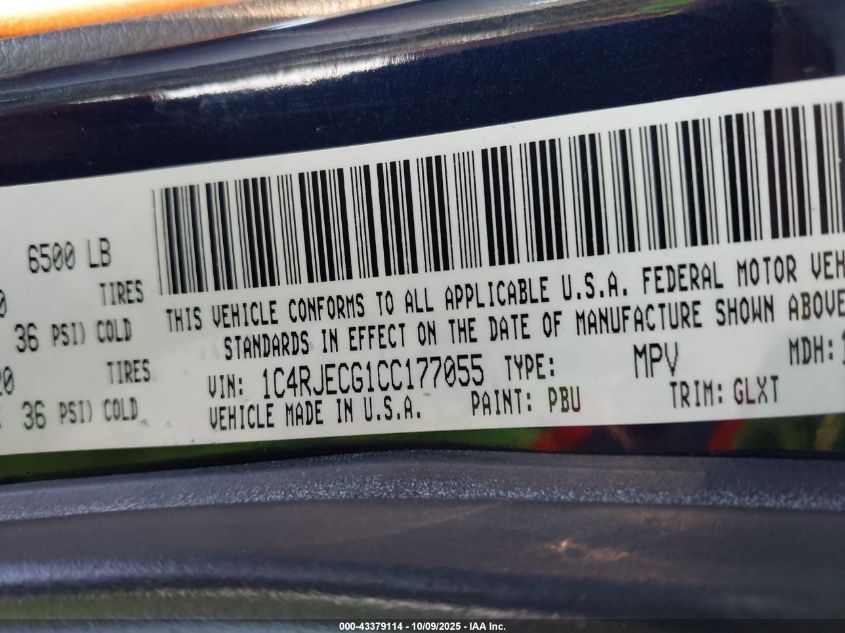 6500 LB
TIRES
36 PSI) COLD
20 TIRES
36 PSI) COLD
THIS VEHICLE CONFORMS TO ALL APPLICABLE U.S.A. FEDERAL MOTOR VEH
STANDARDS IN EFFECT ON THE DATE OF MANUFACTURE SHOWN ABOVE
VIN: 1C4RJECG1CC177055 TYPE: MPV MDH: 1
VEHICLE MADE IN U.S.A. PAINT: PBU TRIM: GLXT
000-43379114 - 10/09/2025 - IAA Inc.